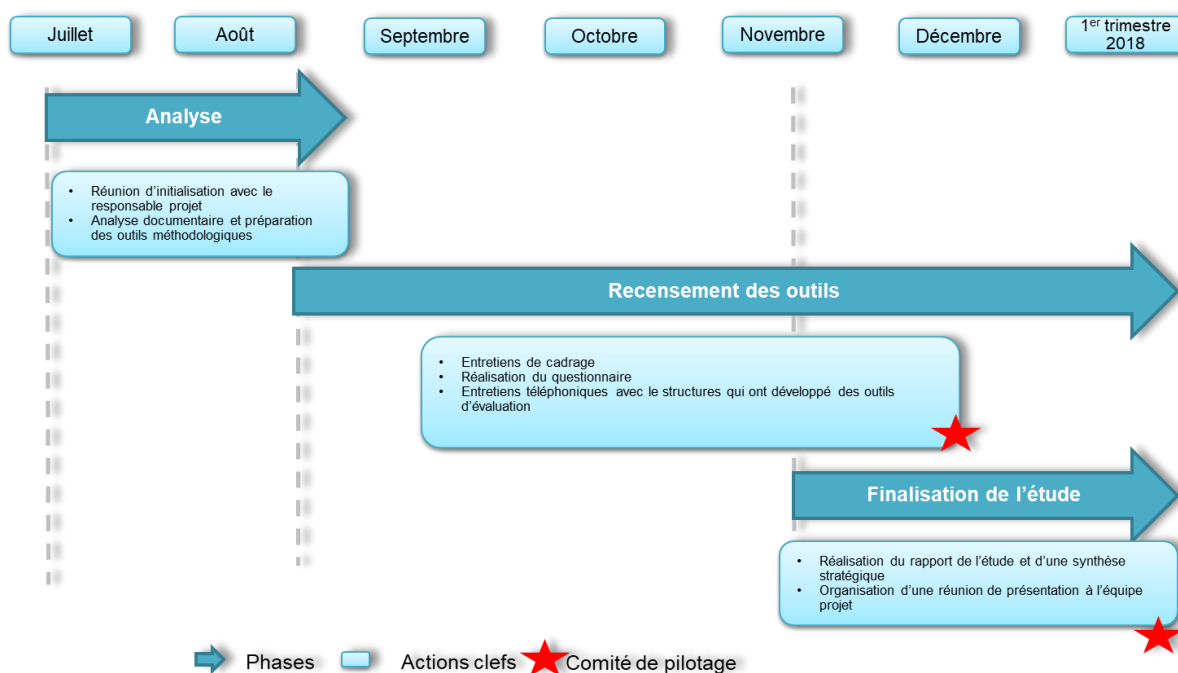 Juillet
Août
Septembre
Octobre
Novembre
Décembre
1er trimestre
2018
Analyse
• Réunion d'initialisation avec le
responsable projet
• Analyse documentaire et préparation
des outils méthodologiques
Recensement des outils
• Entretiens de cadrage
• Réalisation du questionnaire
• Entretiens téléphoniques avec le structures qui ont développé des outils
d'évaluation
Finalisation de l'étude
• Réalisation du rapport de l'étude et d'une synthèse
stratégique
• Organisation d'une réunion de présentation à l'équipe
projet
Phases
Actions clefs
Comité de pilotage